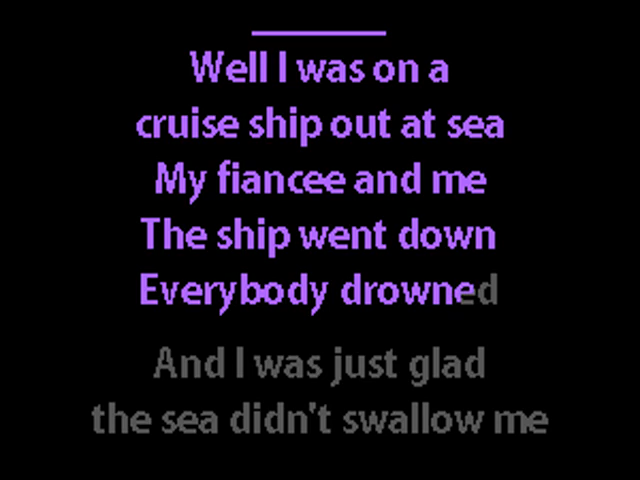 Well I was on a
cruise ship out at sea
My fiancee and me
The ship went down
Everybody drowned
And I was just glad
the sea didn't swallow me